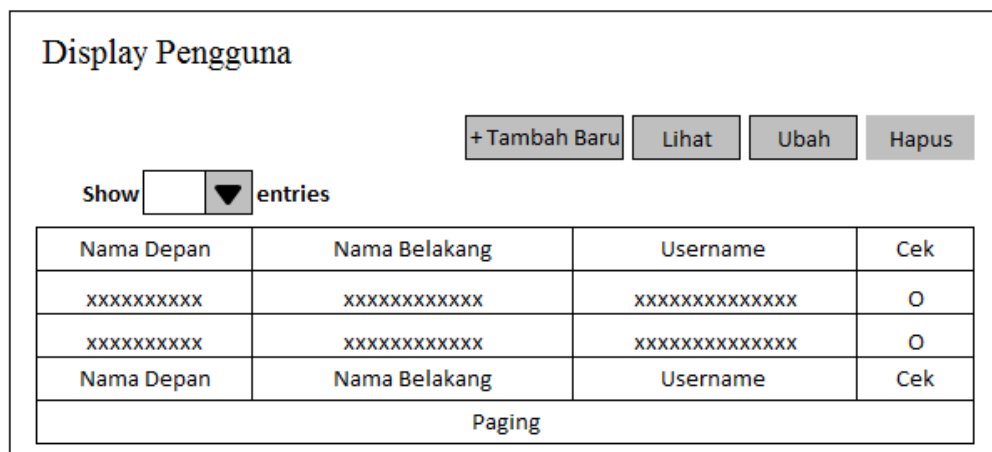 Display Pengguna
+ Tambah Baru Lihat Ubah Hapus
Show entries
Nama Depan Nama Belakang Username Cek
xxxxxxxxxx xxxxxxxxxxxx xxxxxxxxxxxxxx O
xxxxxxxxxx xxxxxxxxxxxx xxxxxxxxxxxxxx O
Nama Depan Nama Belakang Username Cek
Paging